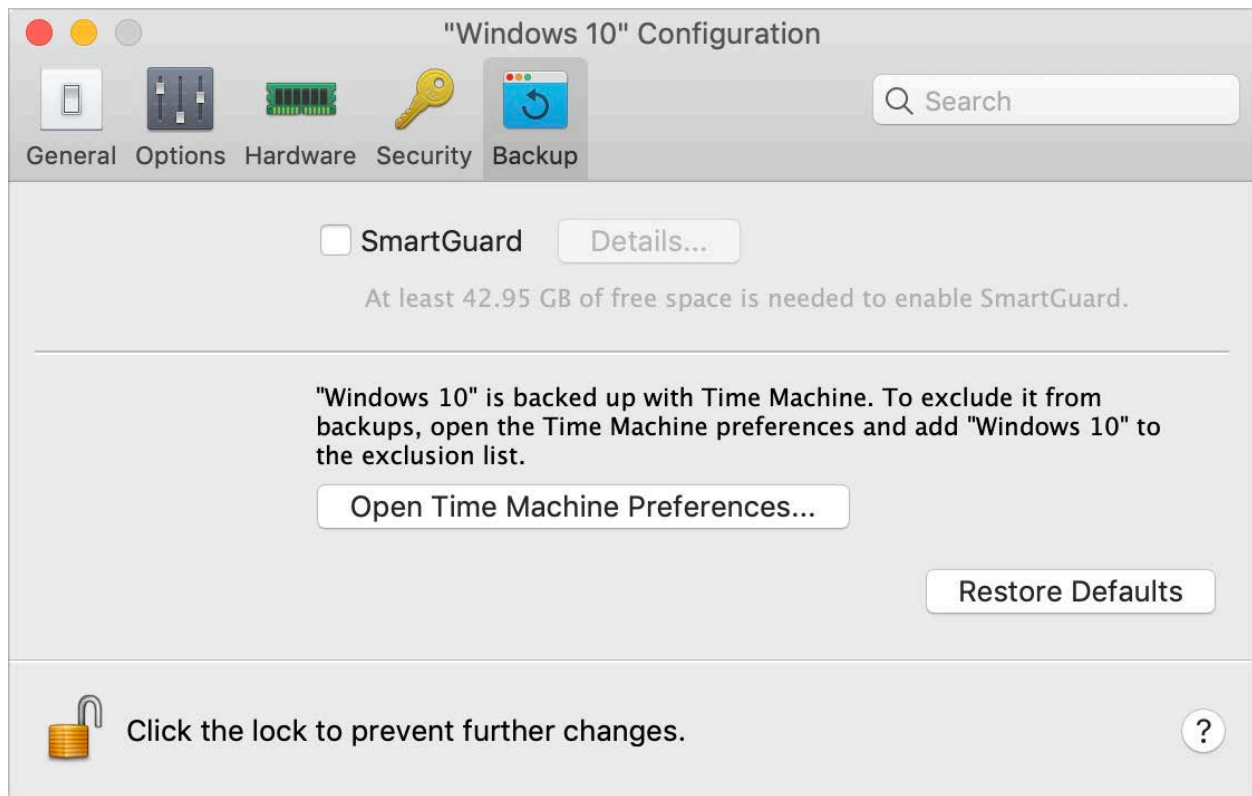 "Windows 10" Configuration
General Options Hardware Security Backup
Search
SmartGuard Details...
At least 42.95 GB of free space is needed to enable SmartGuard.
"Windows 10" is backed up with Time Machine. To exclude it from
backups, open the Time Machine preferences and add "Windows 10" to
the exclusion list.
Open Time Machine Preferences...
Restore Defaults
Click the lock to prevent further changes.
?